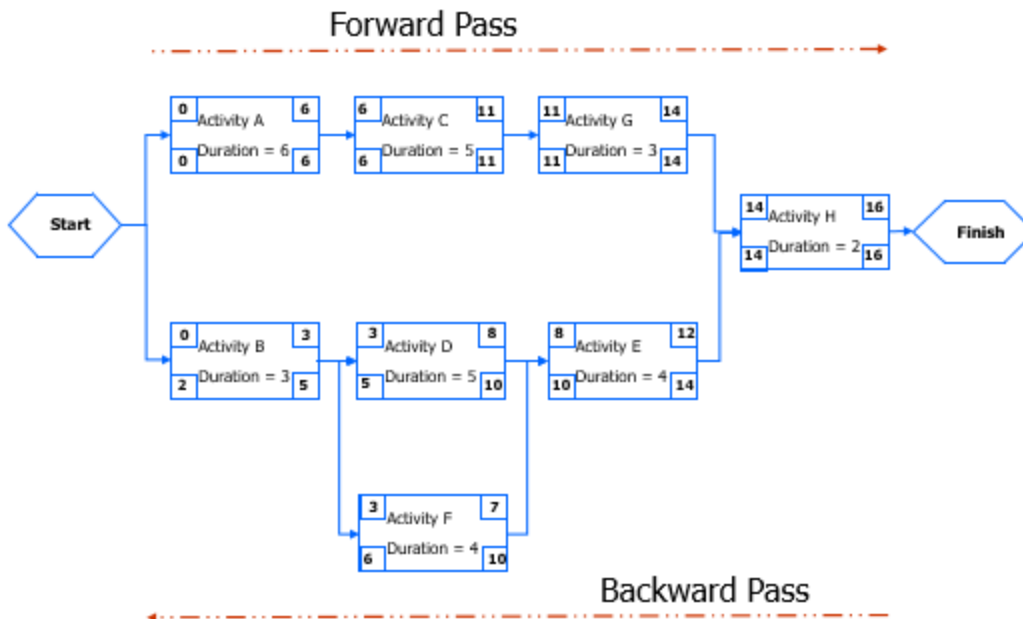 Forward Pass
0 6
Activity A
Duration = 6
0 6
6 11
Activity C
Duration = 5
6 11
11 14
Activity G
Duration = 3
11 14
Start
14 16
Activity H
Duration = 2
14 16
Finish
0 3
Activity B
Duration = 3
2 5
3 8
Activity D
Duration = 5
5 10
8 12
Activity E
Duration = 4
10 14
3 7
Activity F
Duration = 4
6 10
Backward Pass